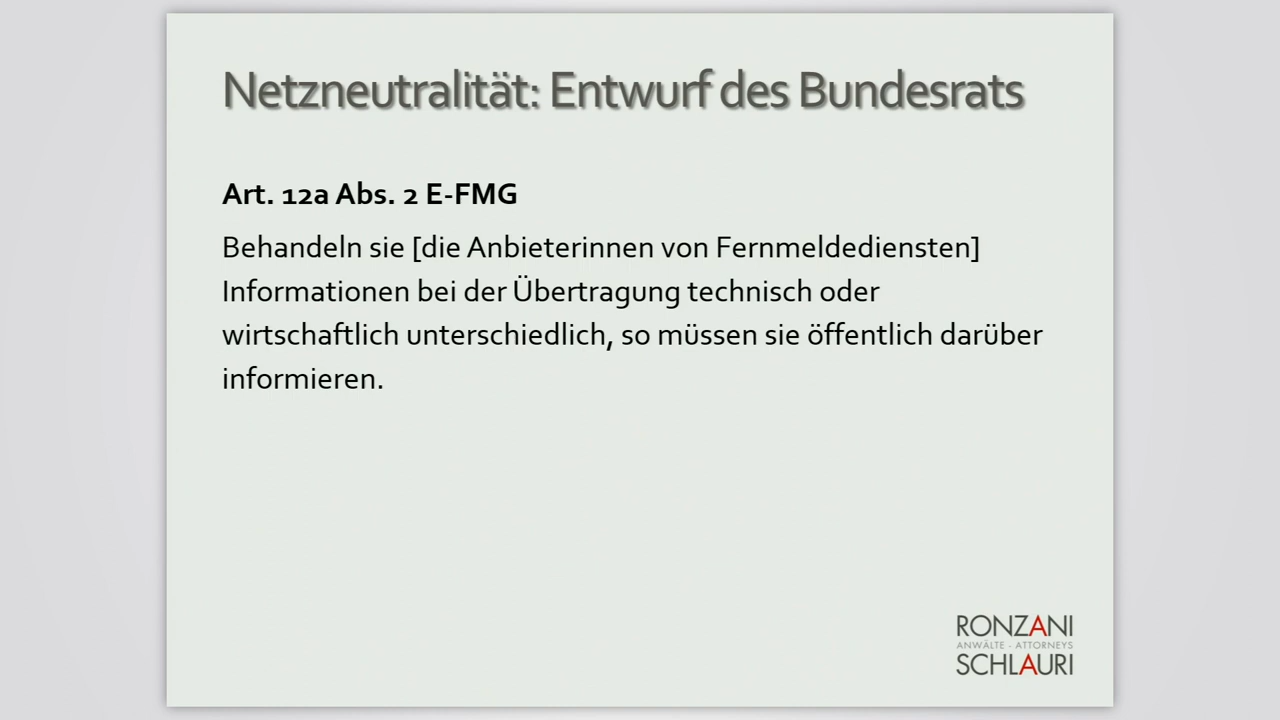 Netzneutralität: Entwurf des Bundesrats
Art. 12a Abs. 2 E-FMG
Behandeln sie [die Anbieterinnen von Fernmeldediensten]
Informationen bei der Übertragung technisch oder
wirtschaftlich unterschiedlich, so müssen sie öffentlich darüber
informieren.
RONZANI
ANWÄLTE - ATTORNEYS
SCHLAURI